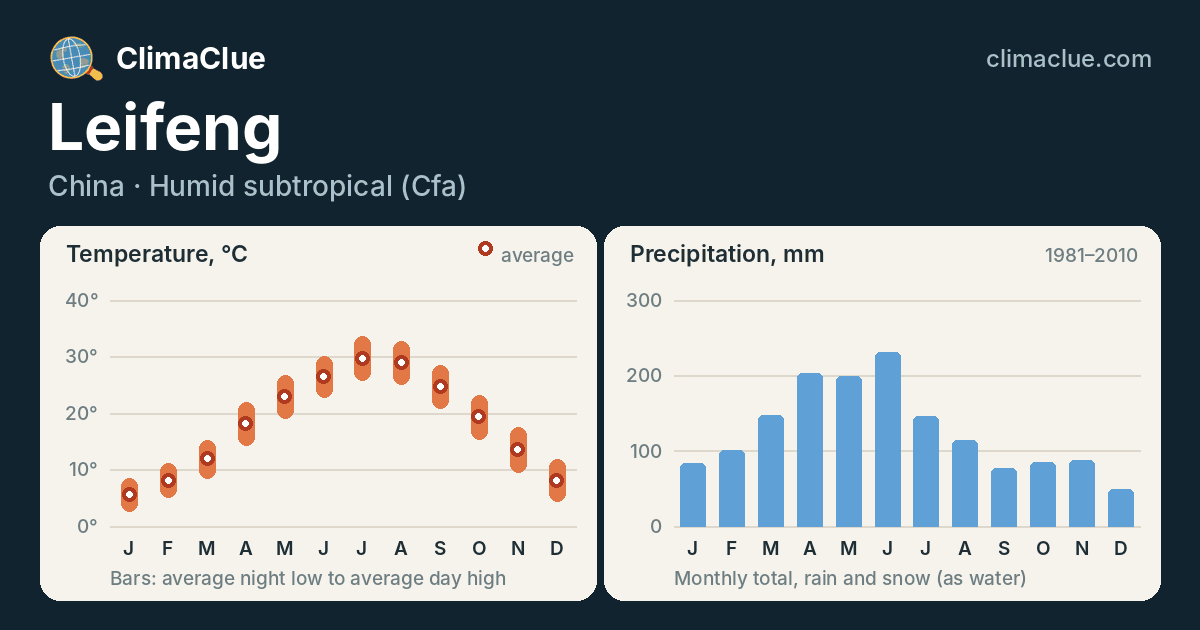 ClimaClue
climaclue.com
Leifeng
China · Humid subtropical (Cfa)
Temperature, °C
average
40°
30°
20°
10°
0°
J F M A M J J A S O N D
Bars: average night low to average day high
Precipitation, mm
1981–2010
300
200
100
0
J F M A M J J A S O N D
Monthly total, rain and snow (as water)